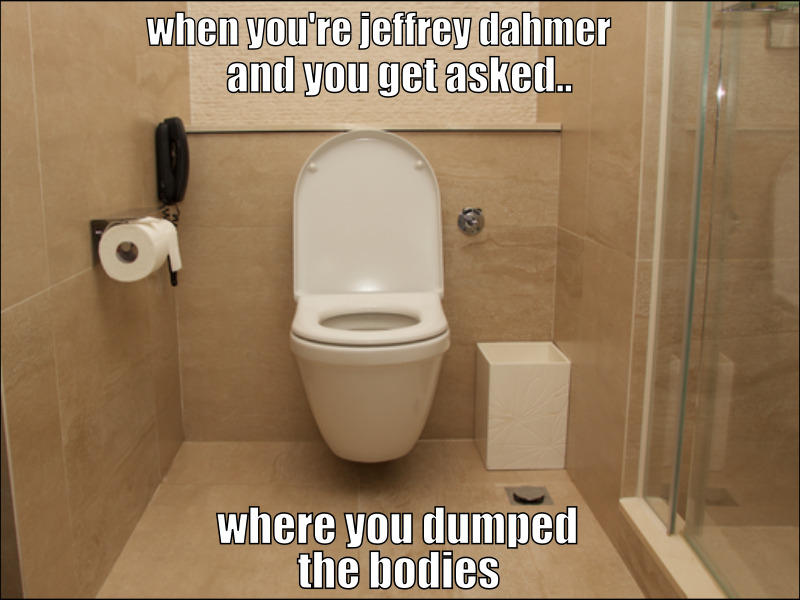 when you're jeffrey dahmer
and you get asked..
where you dumped
the bodies